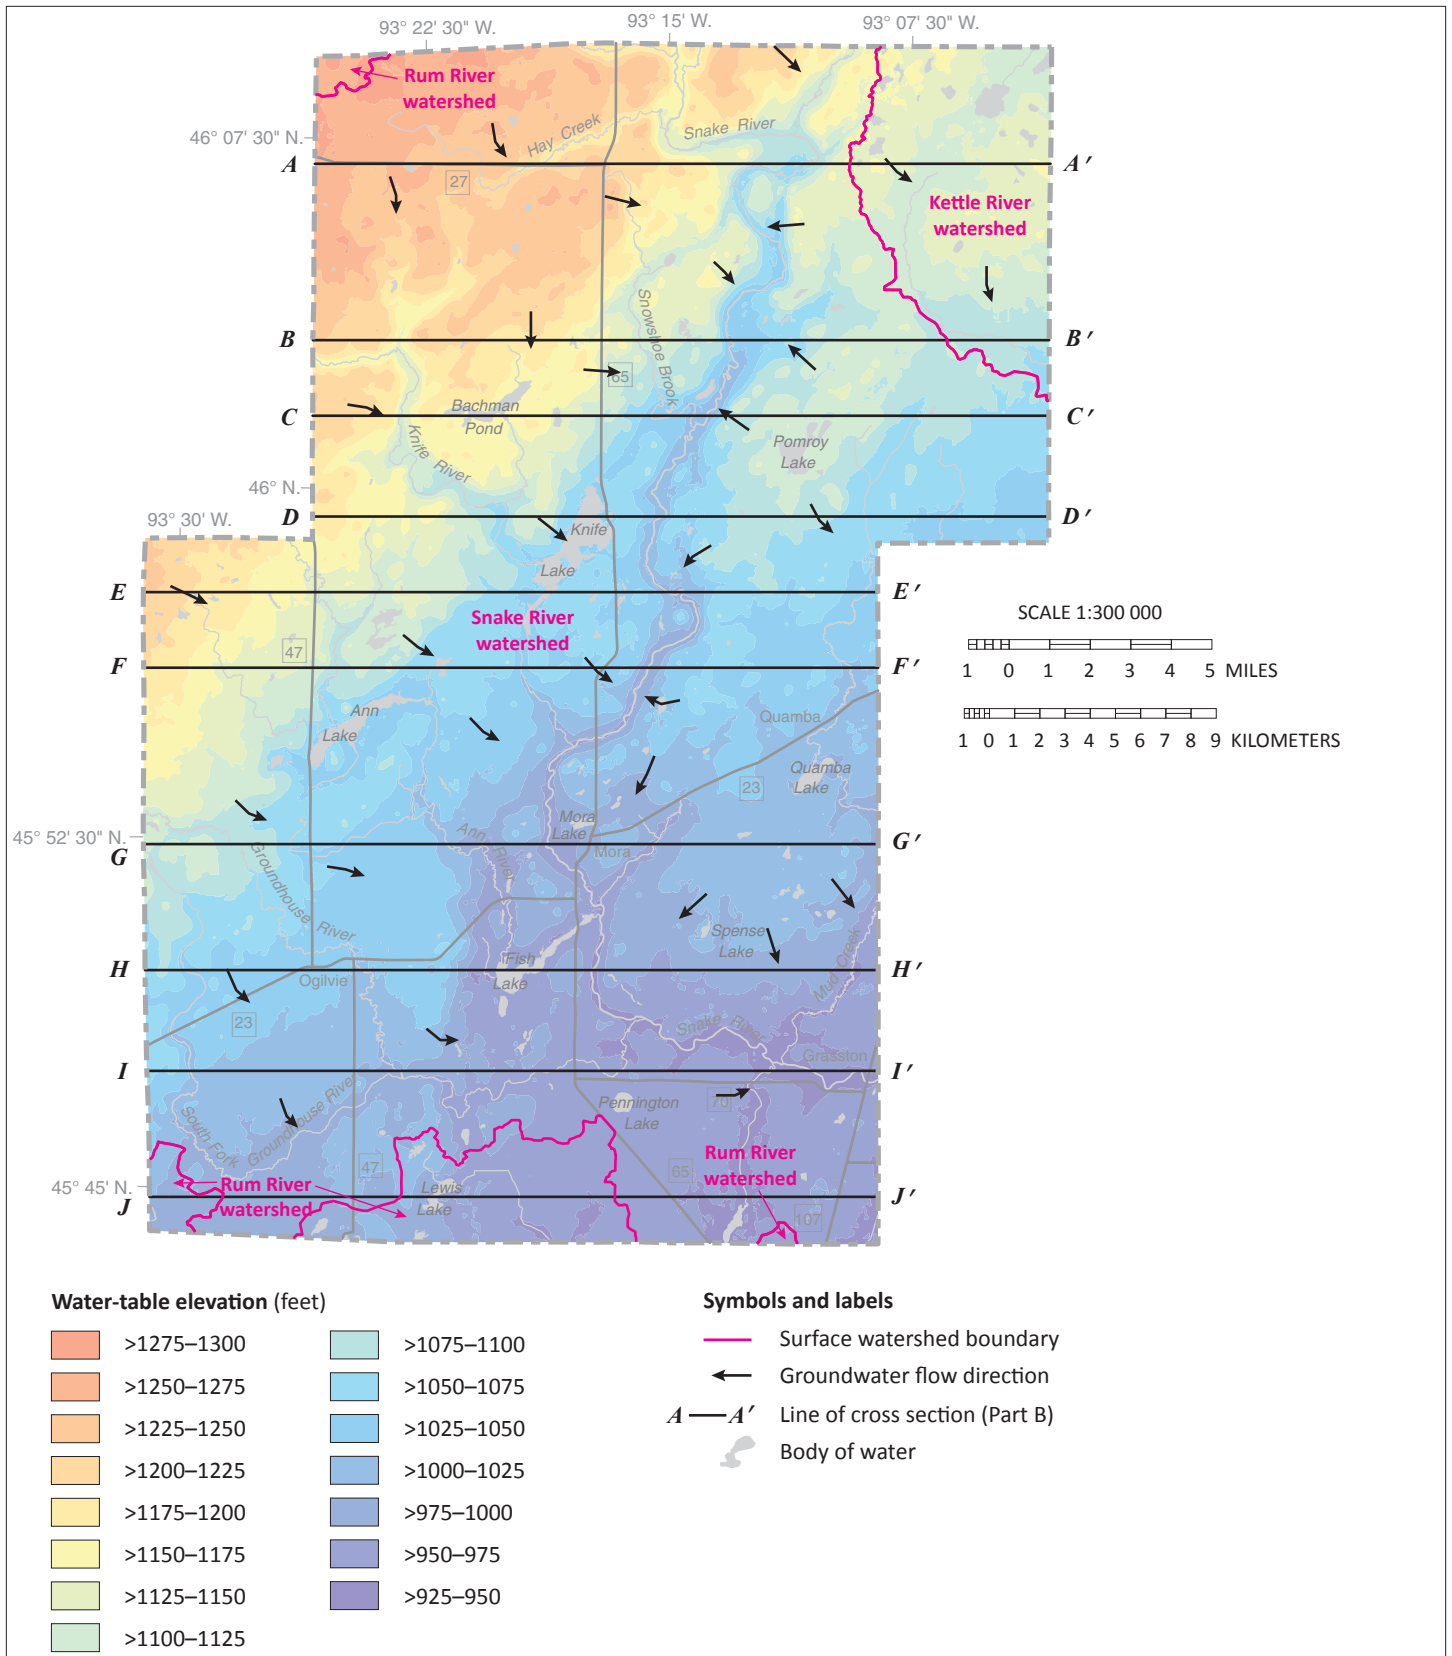 93° 22' 30" W.
93° 15' W.
93° 07' 30" W.
Rum River
watershed
46° 07' 30" N.
Hay Creek
Snake River
A
A'
27
Kettle River
watershed
Snowshoe Brook
B
B'
65
Bachman
Pond
C
C'
Knife River
Pomroy
Lake
46° N.
93° 30' W.
D
D'
Knife
Lake
E
E'
SCALE 1:300 000
Snake River
watershed
47
1 0 1 2 3 4 5 MILES
F
F'
Ann
Lake
Quamba
1 0 1 2 3 4 5 6 7 8 9 KILOMETERS
Quamba
Lake
23
Mora
Lake
45° 52' 30" N.
Ann River
G
G'
Mora
Groundhouse River
Spense
Lake
Mud Creek
H
H'
Fish
Lake
Ogilvie
23
Snake River
Grasston
I
I'
70
Pennington
Lake
South Fork
Groundhouse River
47
65
Rum River
watershed
45° 45' N.
Rum River
watershed
Lewis
Lake
J
J'
107
Water-table elevation (feet)
>1275–1300
>1250–1275
>1225–1250
>1200–1225
>1175–1200
>1150–1175
>1125–1150
>1100–1125
>1075–1100
>1050–1075
>1025–1050
>1000–1025
>975–1000
>950–975
>925–950
Symbols and labels
Surface watershed boundary
Groundwater flow direction
A — A' Line of cross section (Part B)
Body of water